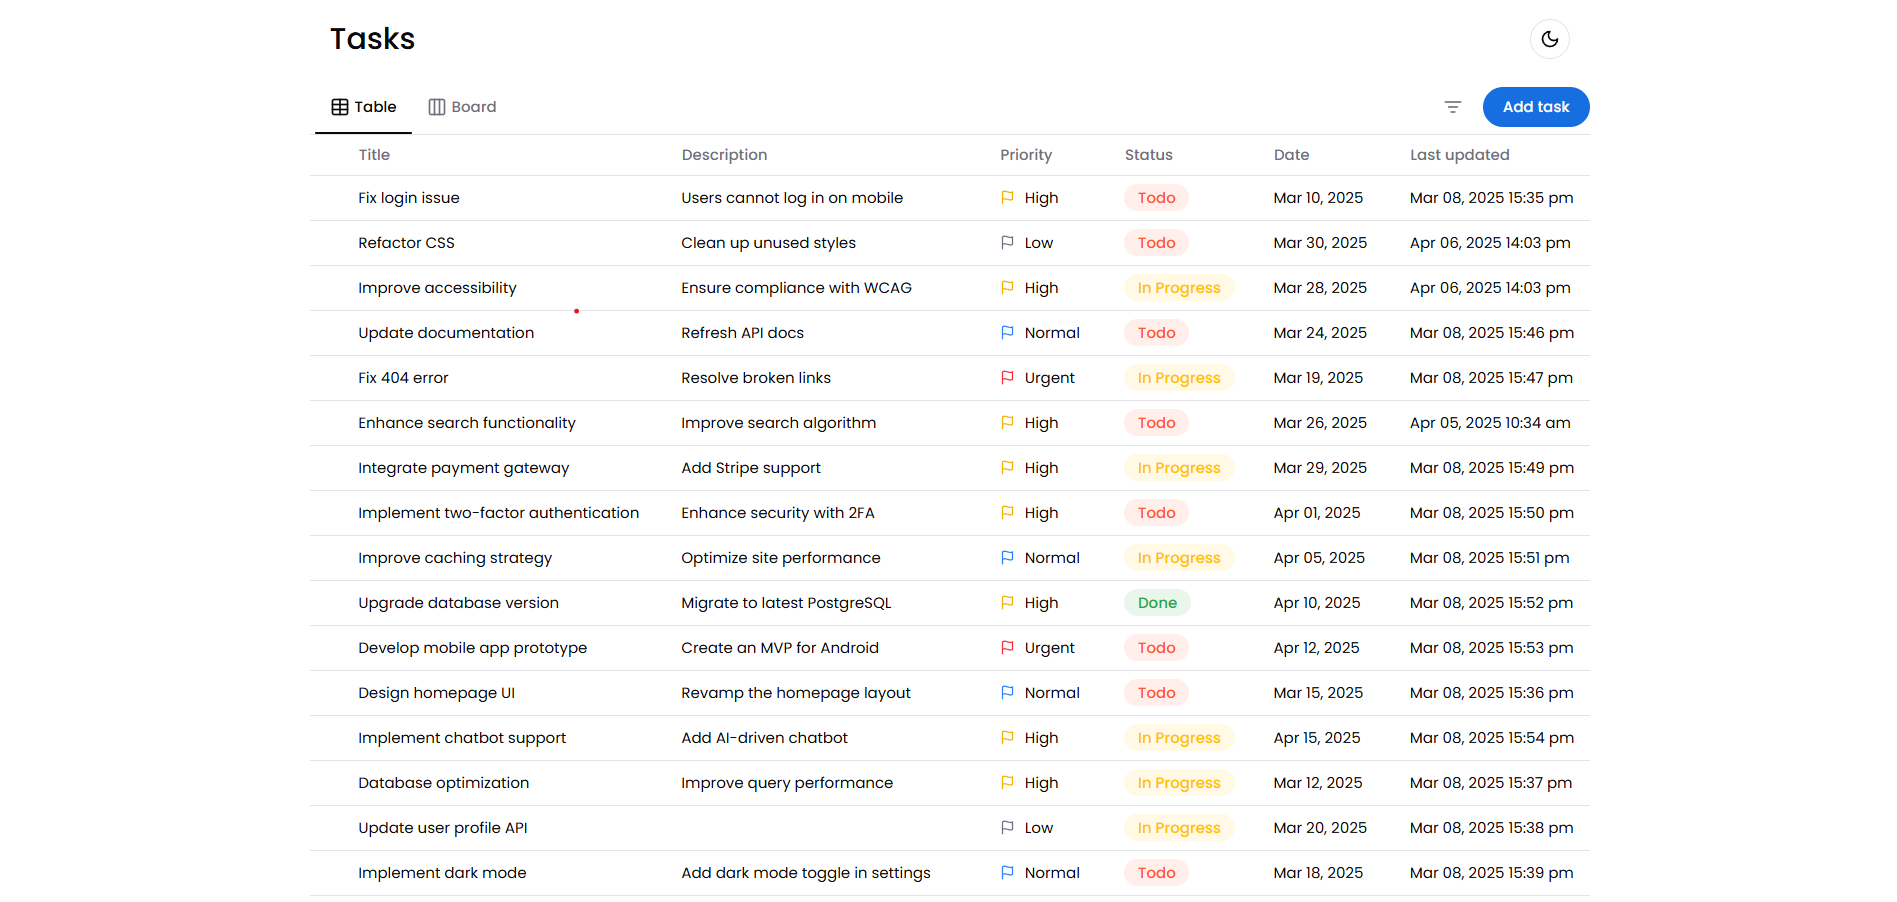 Tasks
Table Board Add task
Title Description Priority Status Date Last updated
Fix login issue Users cannot log in on mobile High Todo Mar 10, 2025 Mar 08, 2025 15:35 pm
Refactor CSS Clean up unused styles Low Todo Mar 30, 2025 Apr 06, 2025 14:03 pm
Improve accessibility Ensure compliance with WCAG High In Progress Mar 28, 2025 Apr 06, 2025 14:03 pm
Update documentation Refresh API docs Normal Todo Mar 24, 2025 Mar 08, 2025 15:46 pm
Fix 404 error Resolve broken links Urgent In Progress Mar 19, 2025 Mar 08, 2025 15:47 pm
Enhance search functionality Improve search algorithm High Todo Mar 26, 2025 Apr 05, 2025 10:34 am
Integrate payment gateway Add Stripe support High In Progress Mar 29, 2025 Mar 08, 2025 15:49 pm
Implement two-factor authentication Enhance security with 2FA High Todo Apr 01, 2025 Mar 08, 2025 15:50 pm
Improve caching strategy Optimize site performance Normal In Progress Apr 05, 2025 Mar 08, 2025 15:51 pm
Upgrade database version Migrate to latest PostgreSQL High Done Apr 10, 2025 Mar 08, 2025 15:52 pm
Develop mobile app prototype Create an MVP for Android Urgent Todo Apr 12, 2025 Mar 08, 2025 15:53 pm
Design homepage UI Revamp the homepage layout Normal Todo Mar 15, 2025 Mar 08, 2025 15:36 pm
Implement chatbot support Add AI-driven chatbot High In Progress Apr 15, 2025 Mar 08, 2025 15:54 pm
Database optimization Improve query performance High In Progress Mar 12, 2025 Mar 08, 2025 15:37 pm
Update user profile API Low In Progress Mar 20, 2025 Mar 08, 2025 15:38 pm
Implement dark mode Add dark mode toggle in settings Normal Todo Mar 18, 2025 Mar 08, 2025 15:39 pm